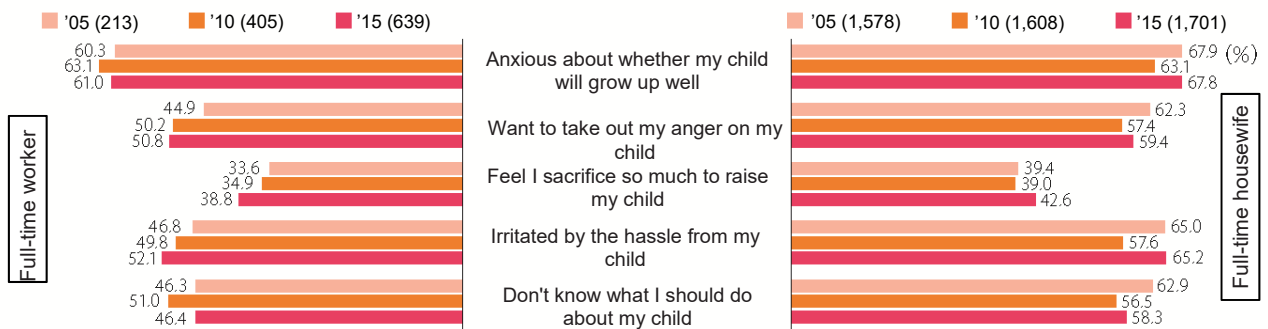 '05 (213) '10 (405) '15 (639)
'05 (1,578) '10 (1,608) '15 (1,701)
Full-time worker
60.3
63.1
61.0
Anxious about whether my child
will grow up well
67.9 (%)
63.1
67.8
44.9
50.2
50.8
Want to take out my anger on my
child
62.3
57.4
59.4
33.6
34.9
38.8
Feel I sacrifice so much to raise
my child
39.4
39.0
42.6
46.8
49.8
52.1
Irritated by the hassle from my
child
65.0
57.6
65.2
46.3
51.0
46.4
Don't know what I should do
about my child
62.9
56.5
58.3
Full-time housewife